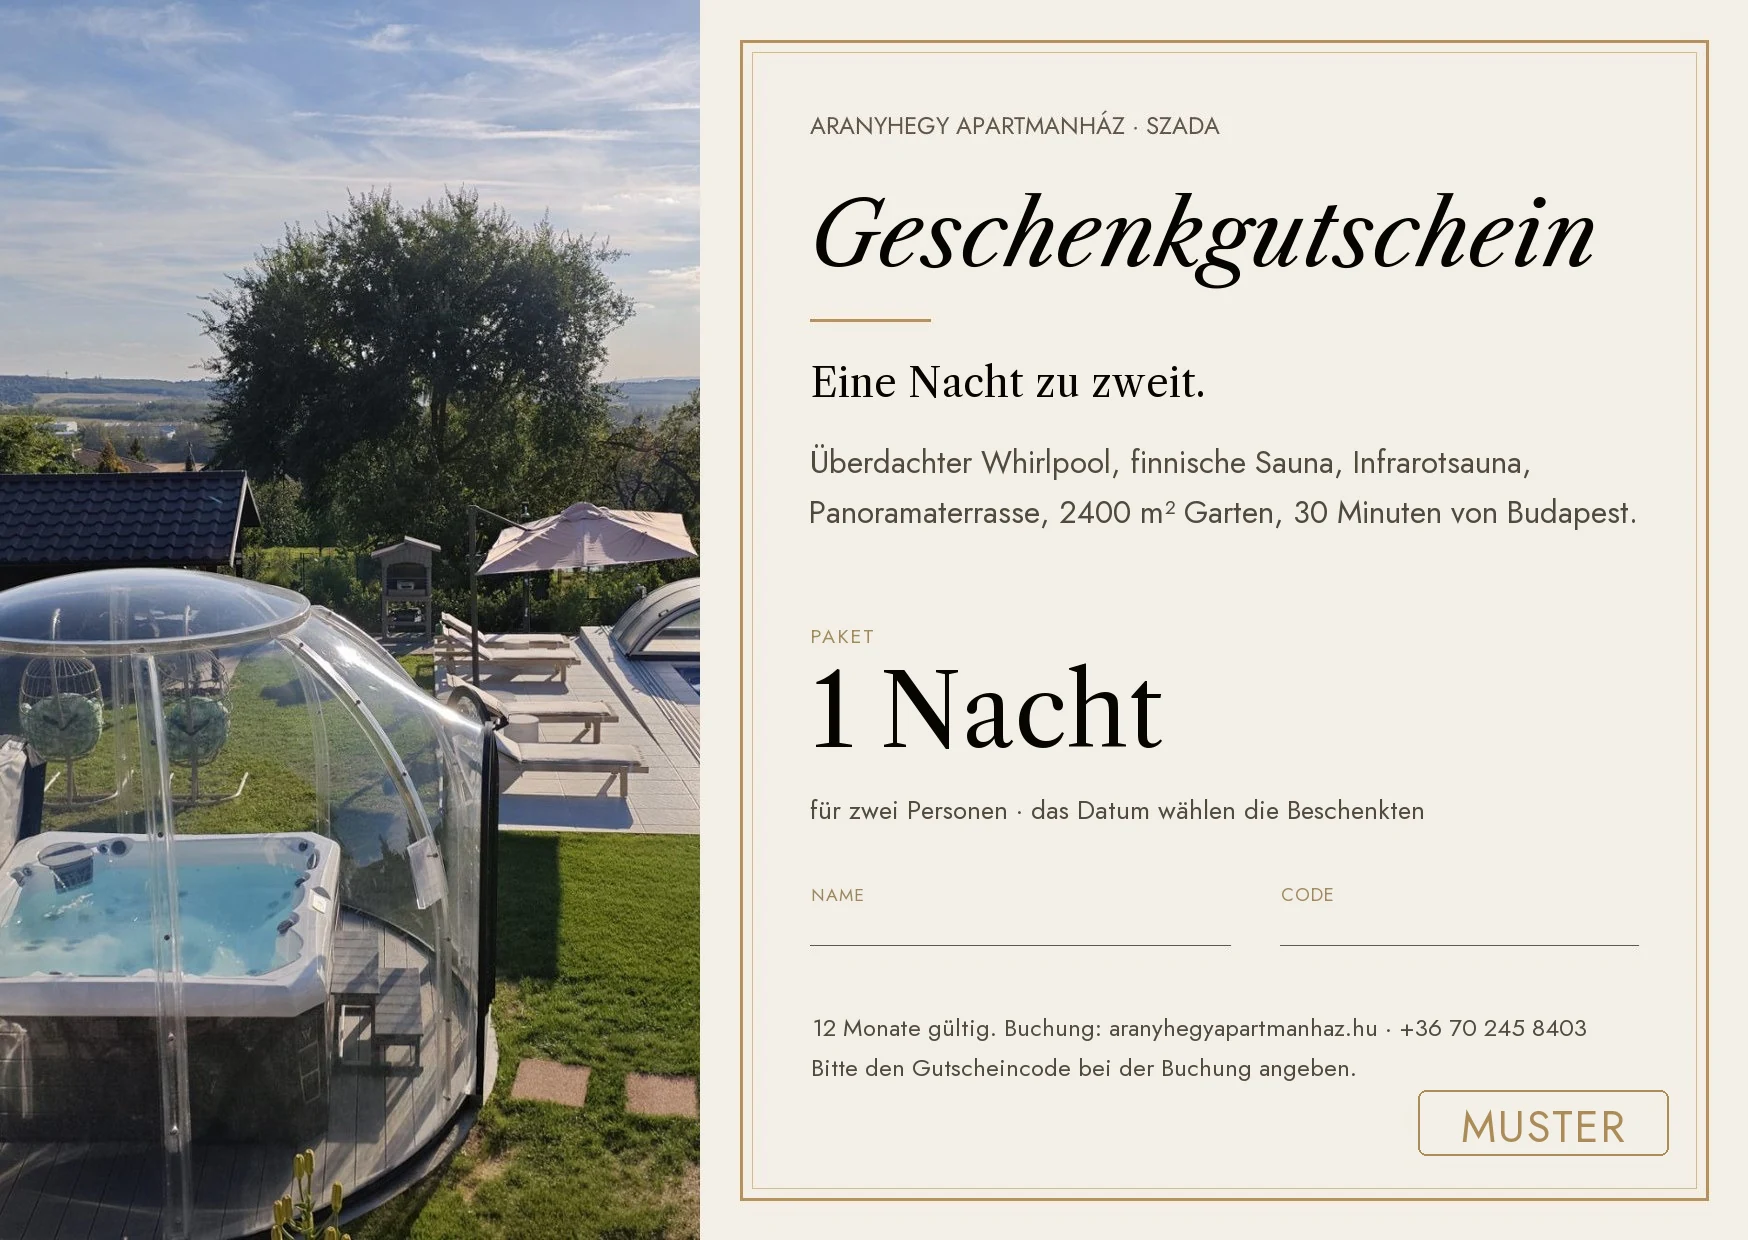 ARANYHEGY APARTMANHÁZ · SZADA
Geschenkgutschein
Eine Nacht zu zweit.
Überdachter Whirlpool, finnische Sauna, Infrarotsauna,
Panoramaterrasse, 2400 m² Garten, 30 Minuten von Budapest.
PAKET
1 Nacht
für zwei Personen · das Datum wählen die Beschenkten
NAME
CODE
12 Monate gültig. Buchung: aranyhegyapartmanhaz.hu · +36 70 245 8403
Bitte den Gutscheincode bei der Buchung angeben.
MUSTER